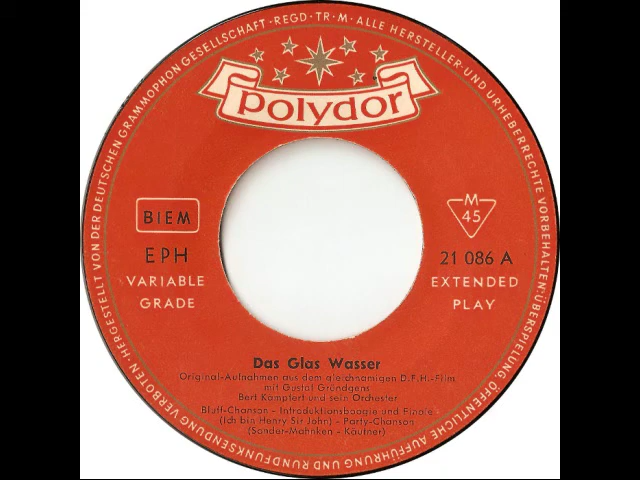 HERGESTELLT VON DER DEUTSCHEN GRAMMOPHON GESELLSCHAFT · REGD · TR · M · ALLE HERSTELLER- UND URHEBERRECHTE VORBEHALTEN · ÜBERSPIELUNG, ÖFFENTLICHE AUFFÜHRUNG UND RUNDFUNKSENDUNG VERBOTEN ·
Polydor
BIEM
M
45
EPH
21 086 A
VARIABLE
GRADE
EXTENDED
PLAY
Das Glas Wasser
Original-Aufnahmen aus dem gleichnamigen D.F.H.-Film
mit Gustaf Gründgens
Bert Kämpfert und sein Orchester
Bluff-Chanson - Introduktionsboogie und Finale
(Ich bin Henry Sir John) - Party-Chanson
(Sonder-Mahnken - Käutner)